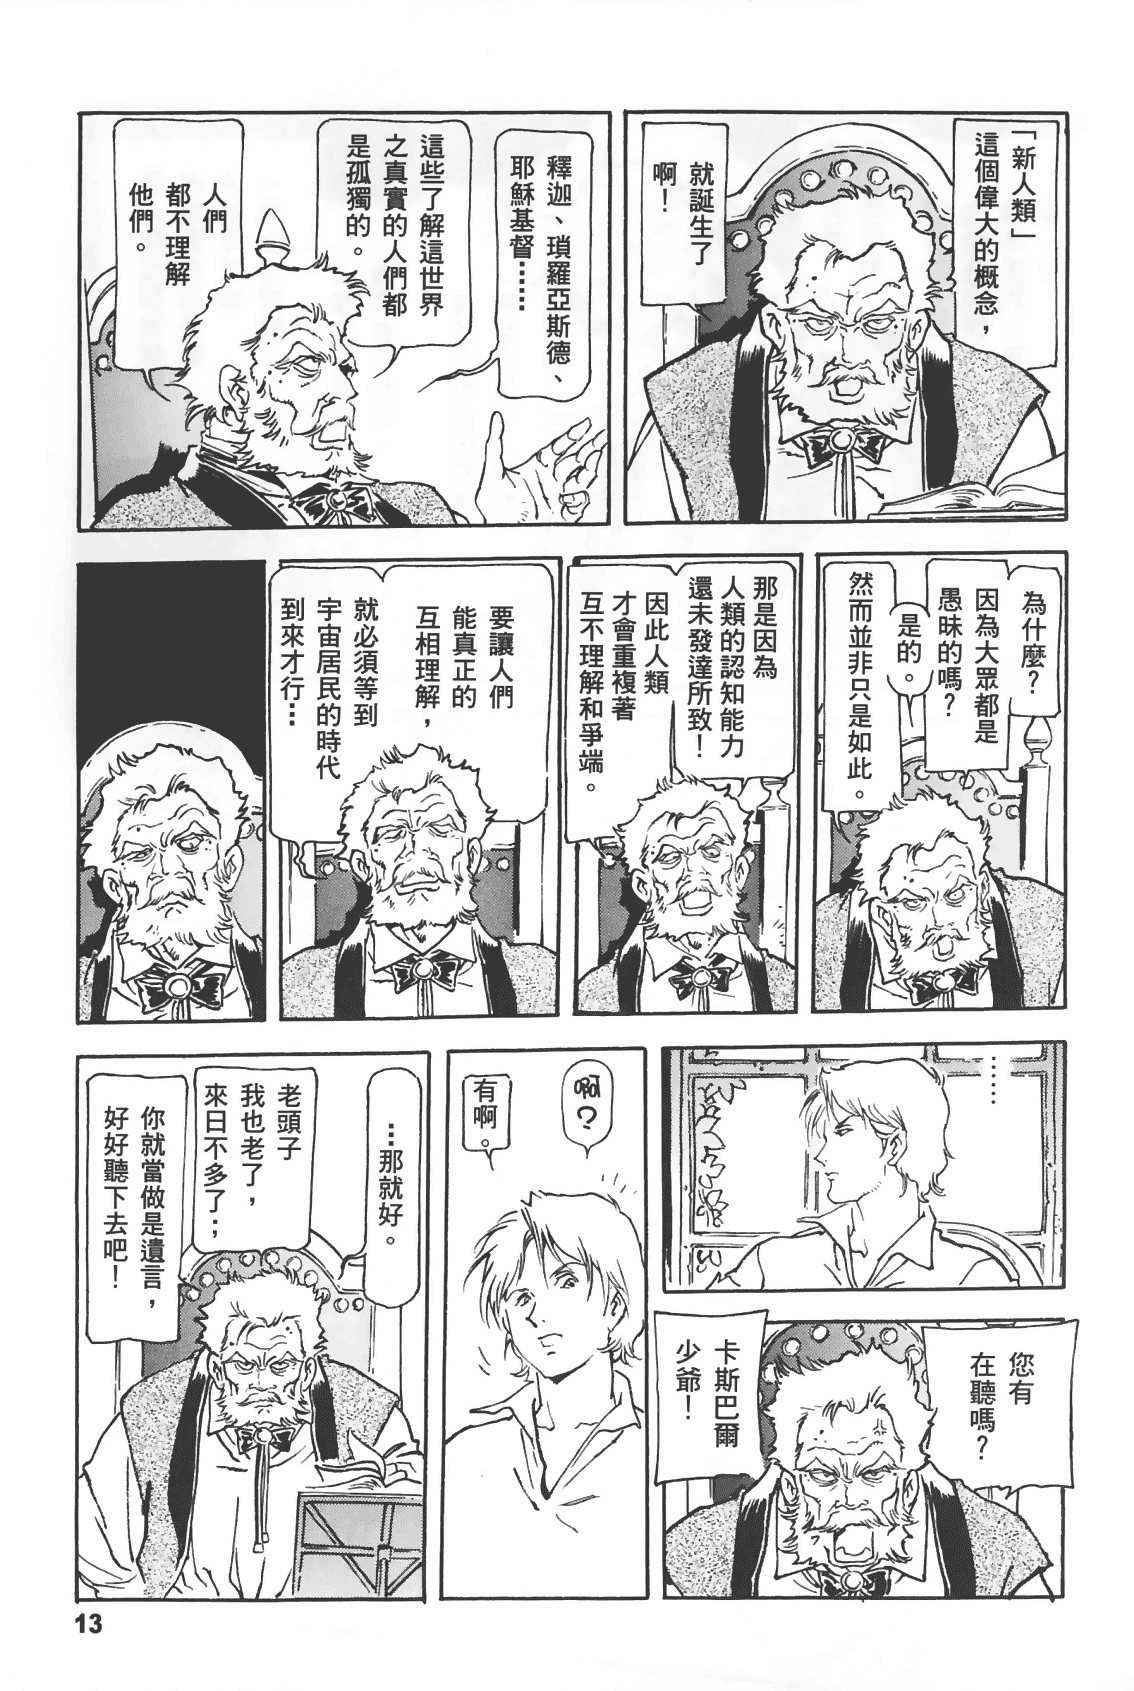 「新人類」
這個偉大的概念，
就誕生了
啊！
釋迦、瑣羅亞斯德、
耶穌基督……
這些了解這世界
之真實的人們都
是孤獨的。
人們
都不理解
他們。
為什麼？
因為大眾都是
愚昧的嗎？
是的。
然而並非只是如此。
那是因為
人類的認知能力
還未發達所致！
因此人類
才會重複著
互不理解和爭端。
要讓人們
能真正的
互相理解，
就必須等到
宇宙居民的時代
到來才行…
……
您有
在聽嗎？
卡斯巴爾
少爺！
啊？
有啊。
…那就好。
老頭子
我也老了，
來日不多了；
你就當做是遺言，
好好聽下去吧！
13